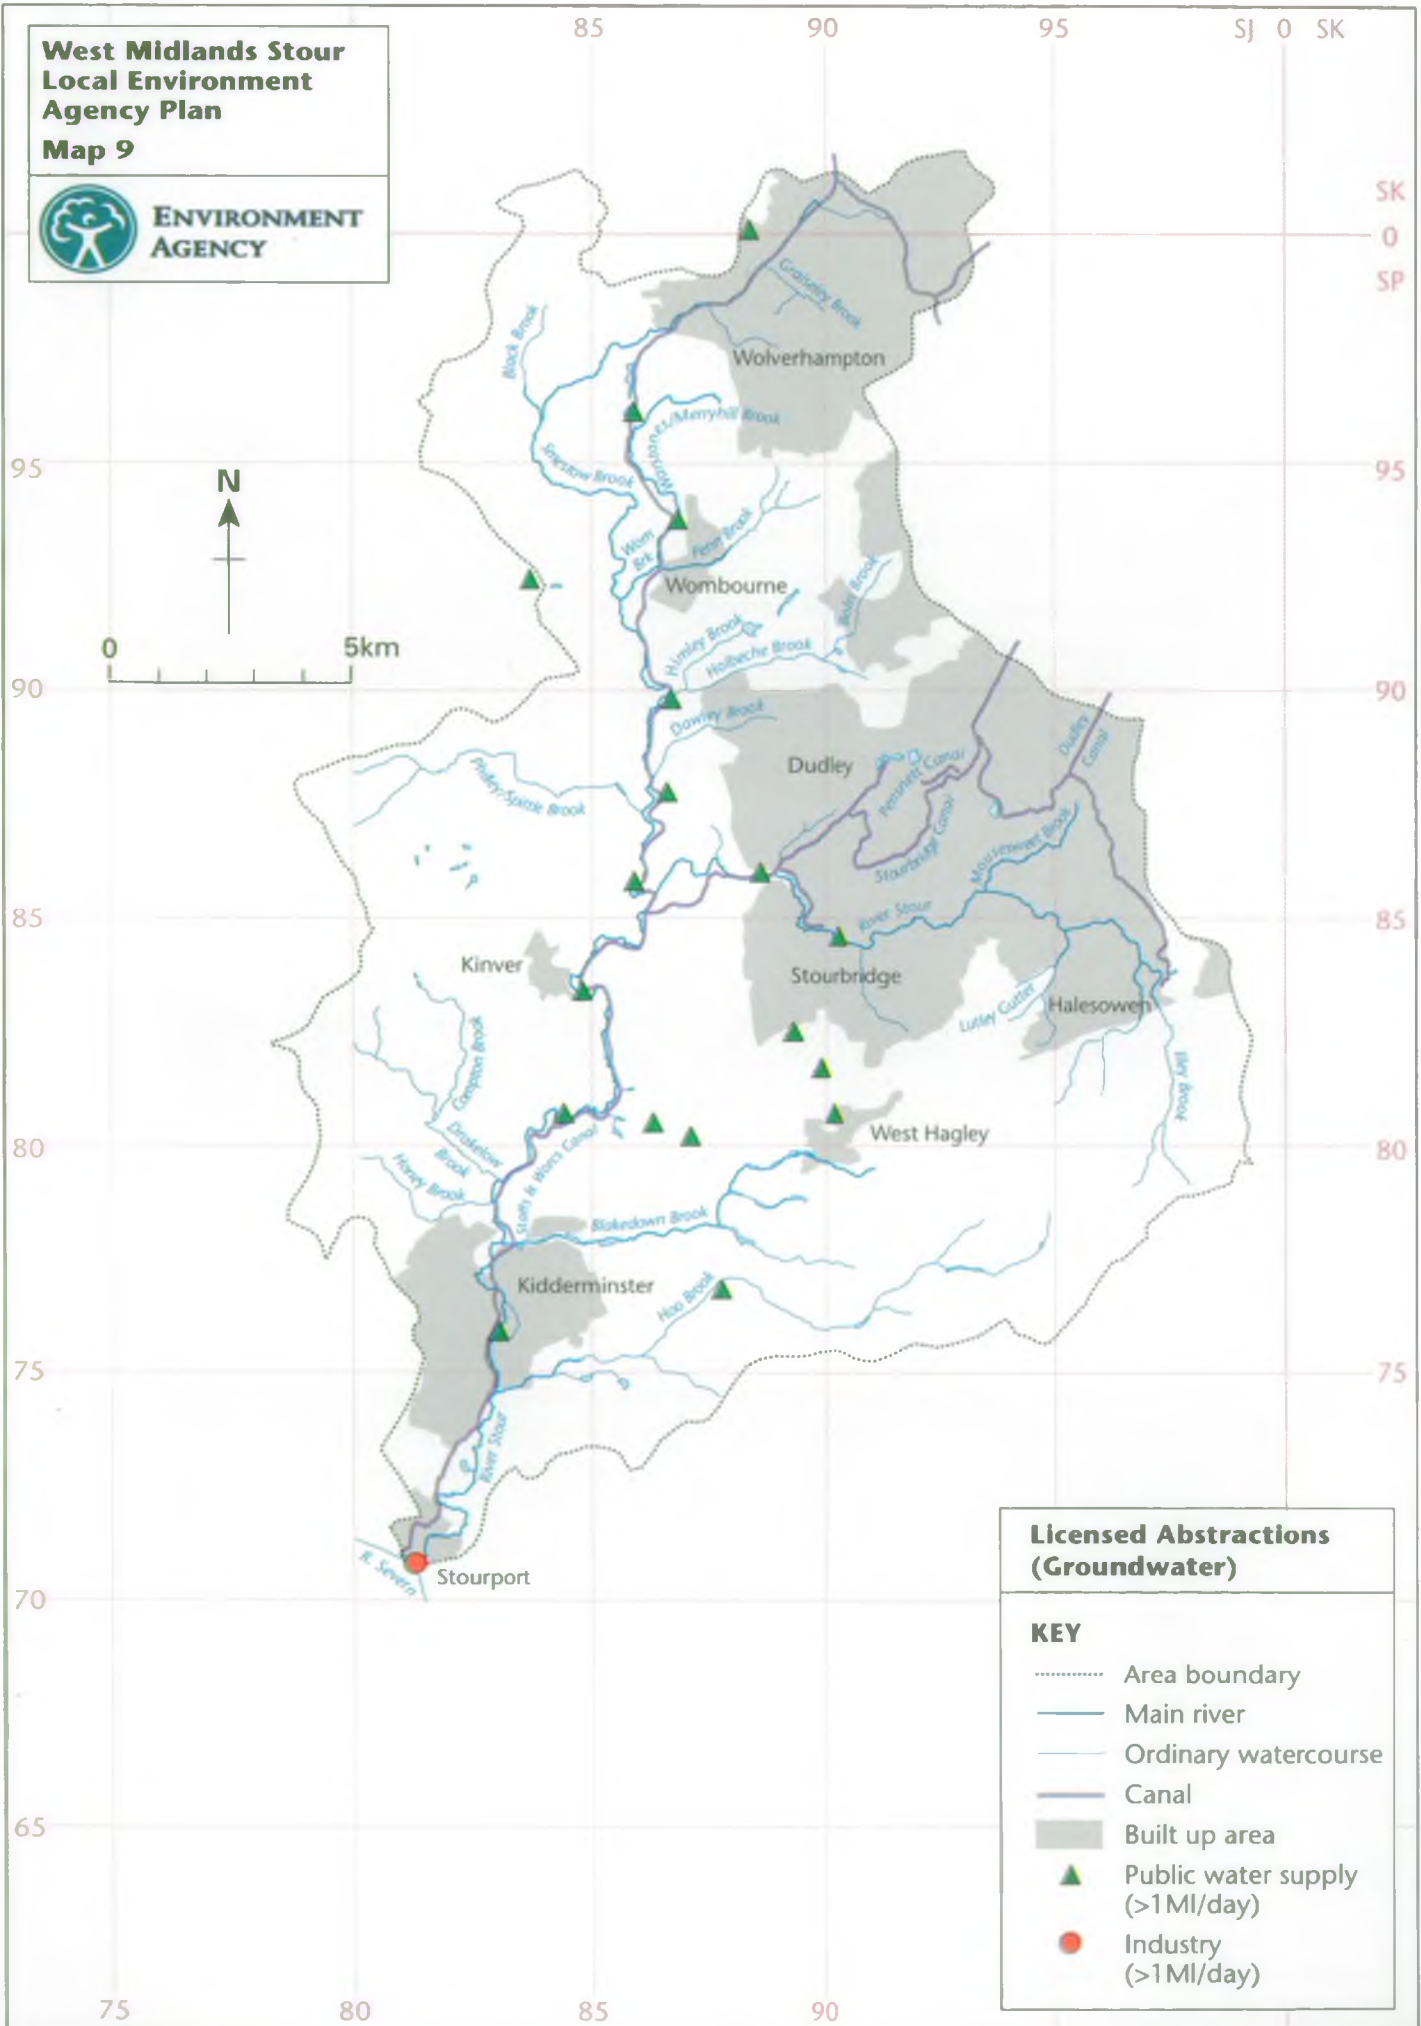 West Midlands Stour
Local Environment
Agency Plan
Map 9
ENVIRONMENT
AGENCY
85
90
95
SJ 0 SK
SK
0
SP
Graiseley Brook
Black Brook
Wolverhampton
Warstones/Merryhill Brook
95
Smestow Brook
95
N
Wom
Brk
Penn Brook
Wombourne
Bobs Brook
0
5km
Himley Brook
Holbeche Brook
90
90
Dawley Brook
Dudley
Canal
Dudley
Pensnett Canal
Philley/Spittle Brook
Stourbridge Canal
Mousesweet Brook
85
River Stour
85
Kinver
Stourbridge
Lutley Gutter
Halesowen
Compton Brook
Illey Brook
80
Drakelow
Brook
Staffs & Worcs Canal
West Hagley
80
Honey Brook
Blakedown Brook
Kidderminster
Hoo Brook
75
75
River Stour
R. Severn
Stourport
70
Licensed Abstractions
(Groundwater)
KEY
Area boundary
Main river
Ordinary watercourse
Canal
65
Built up area
Public water supply
(>1Ml/day)
Industry
(>1Ml/day)
75
80
85
90